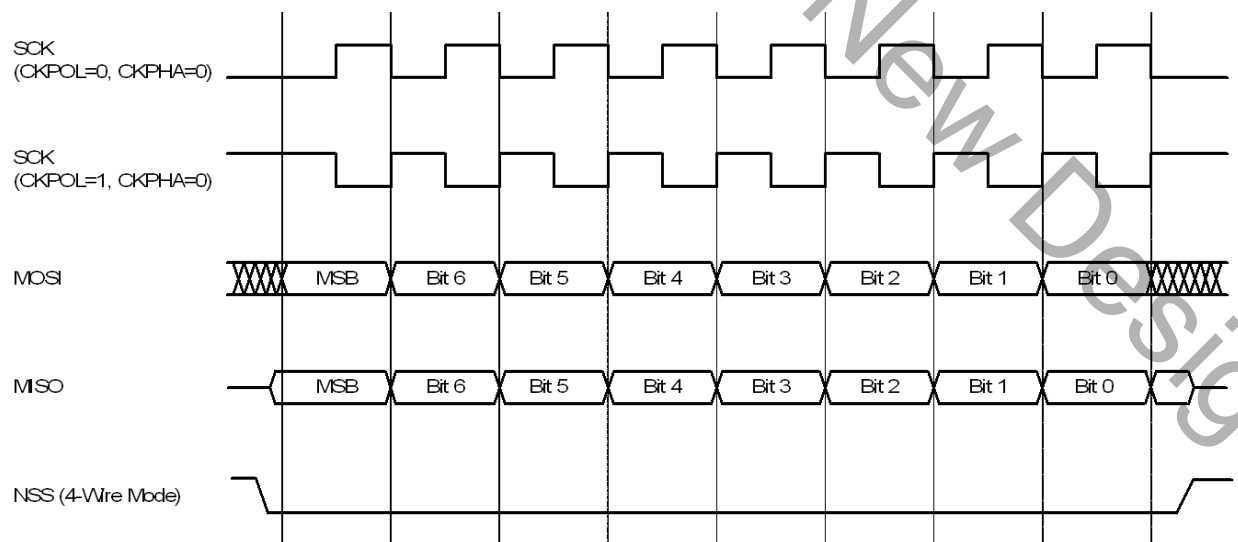 SCK
(CKPOL=0, CKPHA=0)
SCK
(CKPOL=1, CKPHA=0)
MOSI
MSB Bit 6 Bit 5 Bit 4 Bit 3 Bit 2 Bit 1 Bit 0
MISO
MSB Bit 6 Bit 5 Bit 4 Bit 3 Bit 2 Bit 1 Bit 0
NSS (4-Wire Mode)
New